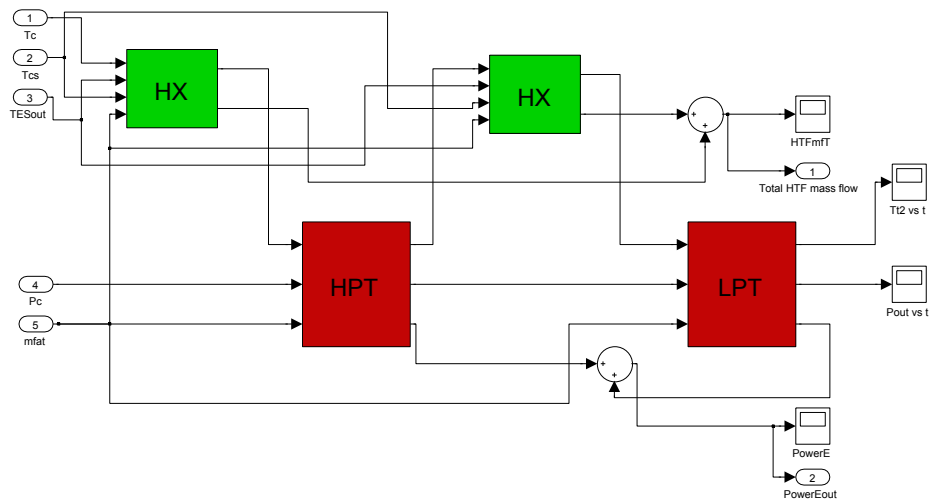 1
Tc
2
Tcs
3
TESout
HX
HX
+
+
HTFmfT
1
Total HTF mass flow
Tt2 vs t
4
Pc
5
mfat
HPT
LPT
Pout vs t
+
+
PowerE
2
PowerEout